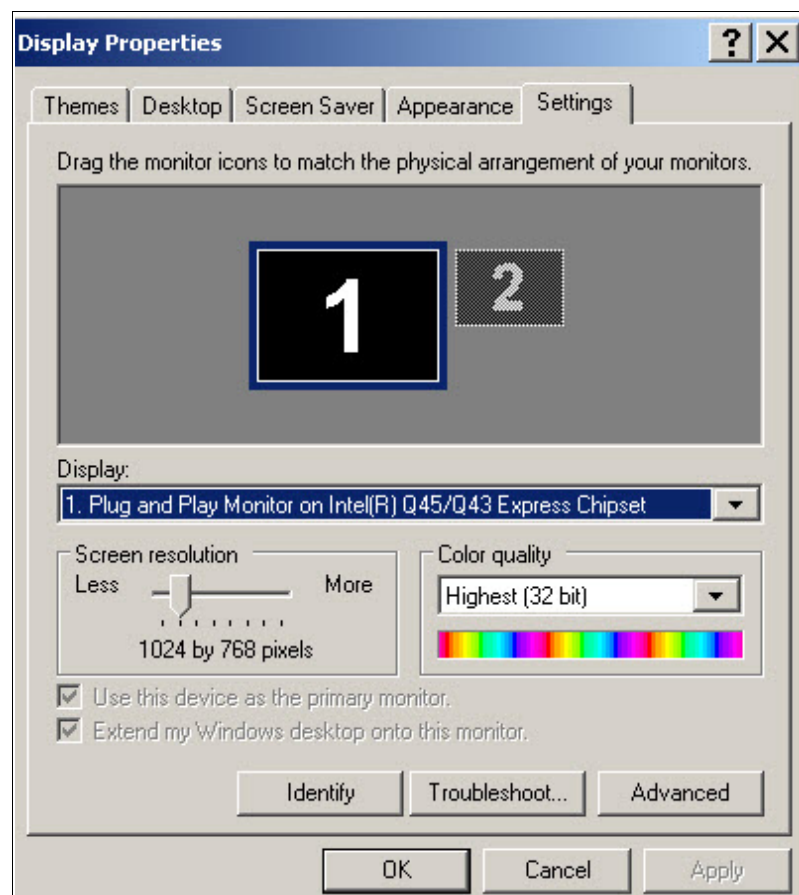 Display Properties
Themes Desktop Screen Saver Appearance Settings
Drag the monitor icons to match the physical arrangement of your monitors.
1 2
Display:
1. Plug and Play Monitor on Intel(R) Q45/Q43 Express Chipset
Screen resolution
Less More
1024 by 768 pixels
Color quality
Highest (32 bit)
Use this device as the primary monitor.
Extend my Windows desktop onto this monitor.
Identify Troubleshoot... Advanced
OK Cancel Apply